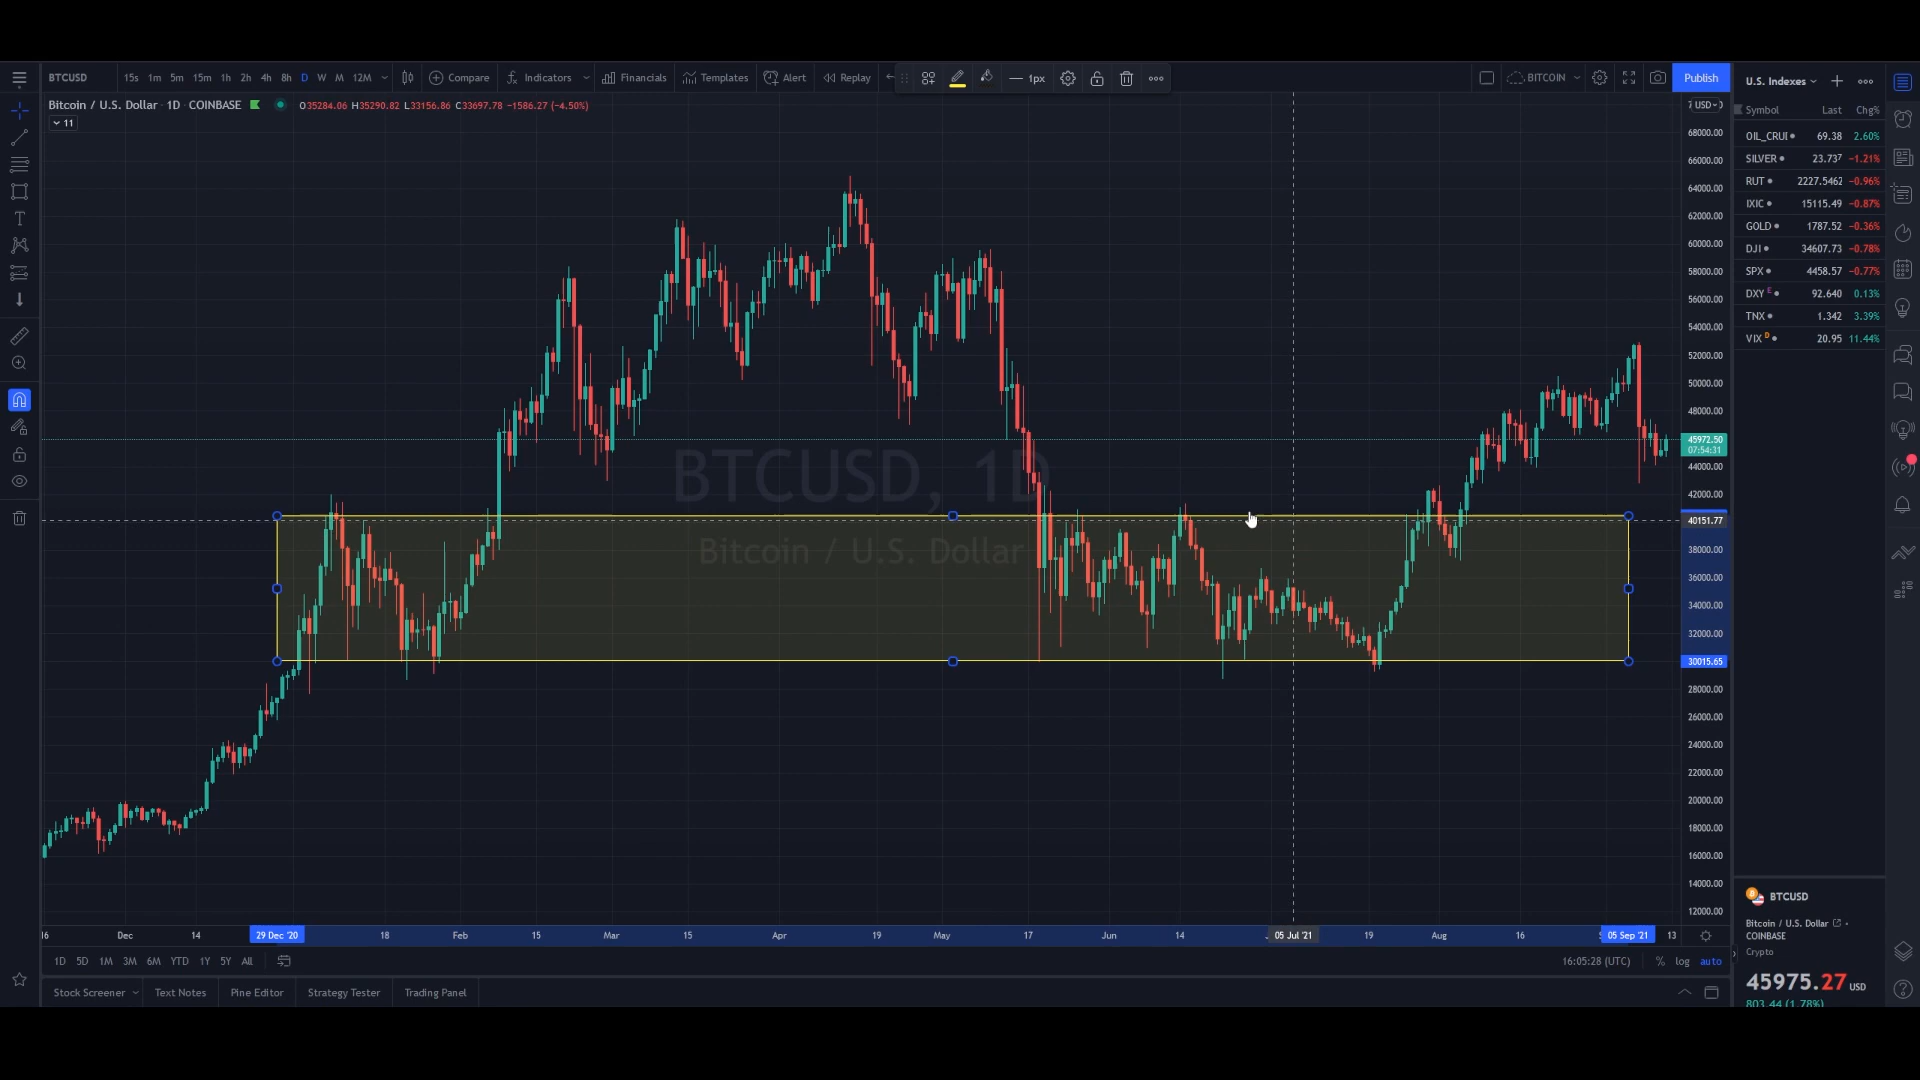 BTCUSD 15s 1m 5m 15m 1h 2h 4h 8h D W M 12M Compare Indicators Financials Templates Alert Replay 1px BITCOIN Publish
Bitcoin / U.S. Dollar 1D COINBASE O35284.06 H35290.82 L33156.86 C33697.78 −1586.27 (−4.50%)
11
USD
68000.00
66000.00
64000.00
62000.00
60000.00
58000.00
56000.00
54000.00
52000.00
50000.00
48000.00
45972.50
07:54:31
44000.00
42000.00
40151.77
38000.00
36000.00
34000.00
32000.00
30015.65
28000.00
26000.00
24000.00
22000.00
20000.00
18000.00
16000.00
14000.00
12000.00
BTCUSD, 1D
Bitcoin / U.S. Dollar
16 Dec 14 29 Dec '20 18 Feb 15 Mar 15 Apr 19 May 17 Jun 14 05 Jul '21 19 Aug 16 05 Sep '21 13
1D 5D 1M 3M 6M YTD 1Y 5Y All 16:05:28 (UTC) % log auto
Stock Screener Text Notes Pine Editor Strategy Tester Trading Panel
U.S. Indexes
Symbol Last Chg%
OIL_CRUI 69.38 2.60%
SILVER 23.737 −1.21%
RUT 2227.5462 −0.96%
IXIC 15115.49 −0.87%
GOLD 1787.52 −0.36%
DJI 34607.73 −0.78%
SPX 4458.57 −0.77%
DXY E 92.640 0.13%
TNX 1.342 3.39%
VIX D 20.95 11.44%
BTCUSD
Bitcoin / U.S. Dollar
COINBASE
Crypto
45975.27 USD
803.44 (1.78%)